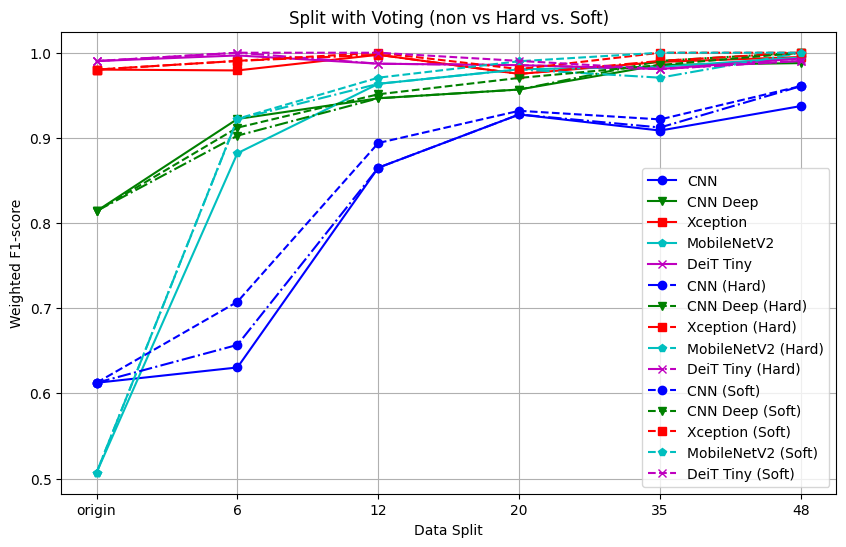 Split with Voting (non vs Hard vs. Soft)
Weighted F1-score
1.0
0.9
0.8
0.7
0.6
0.5
CNN
CNN Deep
Xception
MobileNetV2
DeiT Tiny
CNN (Hard)
CNN Deep (Hard)
Xception (Hard)
MobileNetV2 (Hard)
DeiT Tiny (Hard)
CNN (Soft)
CNN Deep (Soft)
Xception (Soft)
MobileNetV2 (Soft)
DeiT Tiny (Soft)
origin 6 12 20 35 48
Data Split